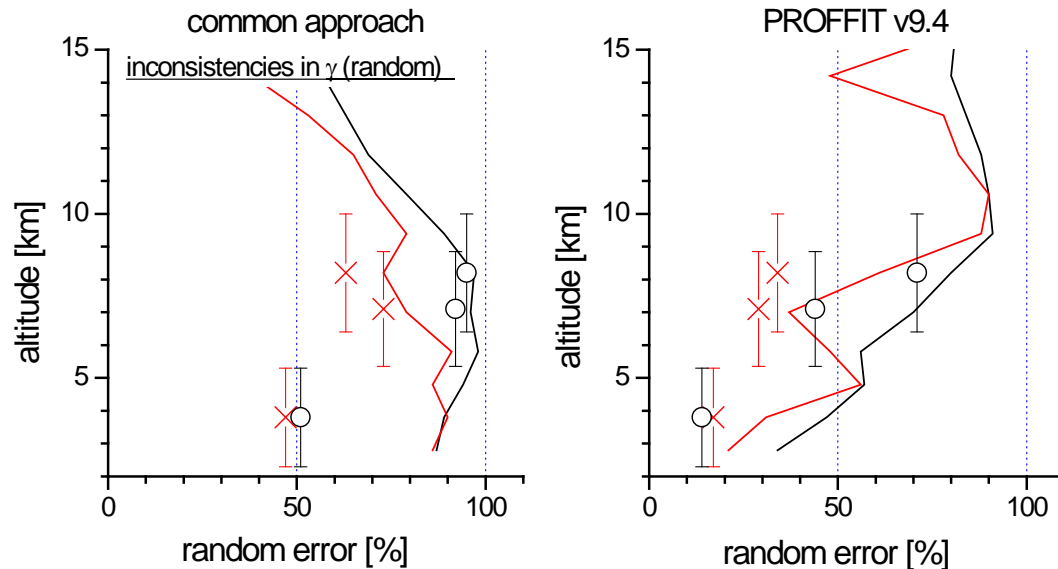 common approach
PROFFIT v9.4
inconsistencies in γ (random)
15
10
5
altitude [km]
0
50
100
random error [%]
15
10
5
altitude [km]
0
50
100
random error [%]